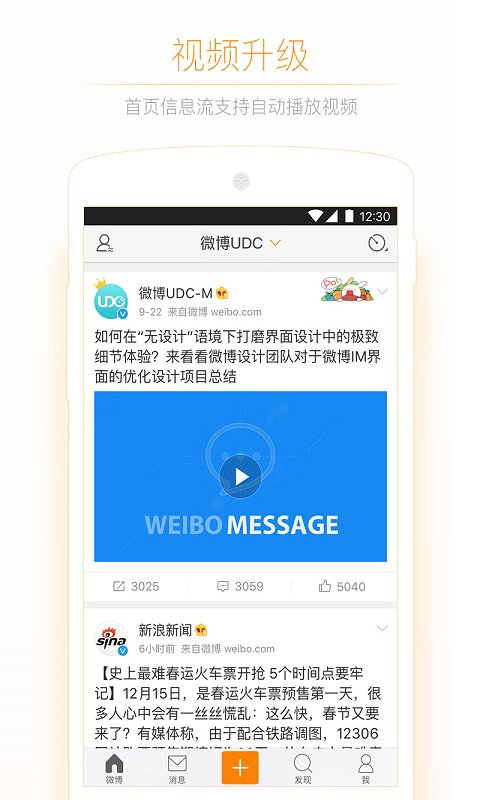 视频升级
首页信息流支持自动播放视频
12:30
微博UDC
UDC
微博UDC-M
9-22 来自微博 weibo.com
Po!
如何在“无设计”语境下打磨界面设计中的极致
细节体验？来看看微博设计团队对于微博IM界
面的优化设计项目总结
WEIBO MESSAGE
3025
3059
5040
sina
新浪新闻
6小时前 来自微博 weibo.com
【史上最难春运火车票开抢 5个时间点要牢
记】12月15日，是春运火车票预售第一天，很
多人心中会有一丝丝慌乱：这么快，春节又要
来了？有媒体称，由于配合铁路调图，12306
微博
消息
发现
我